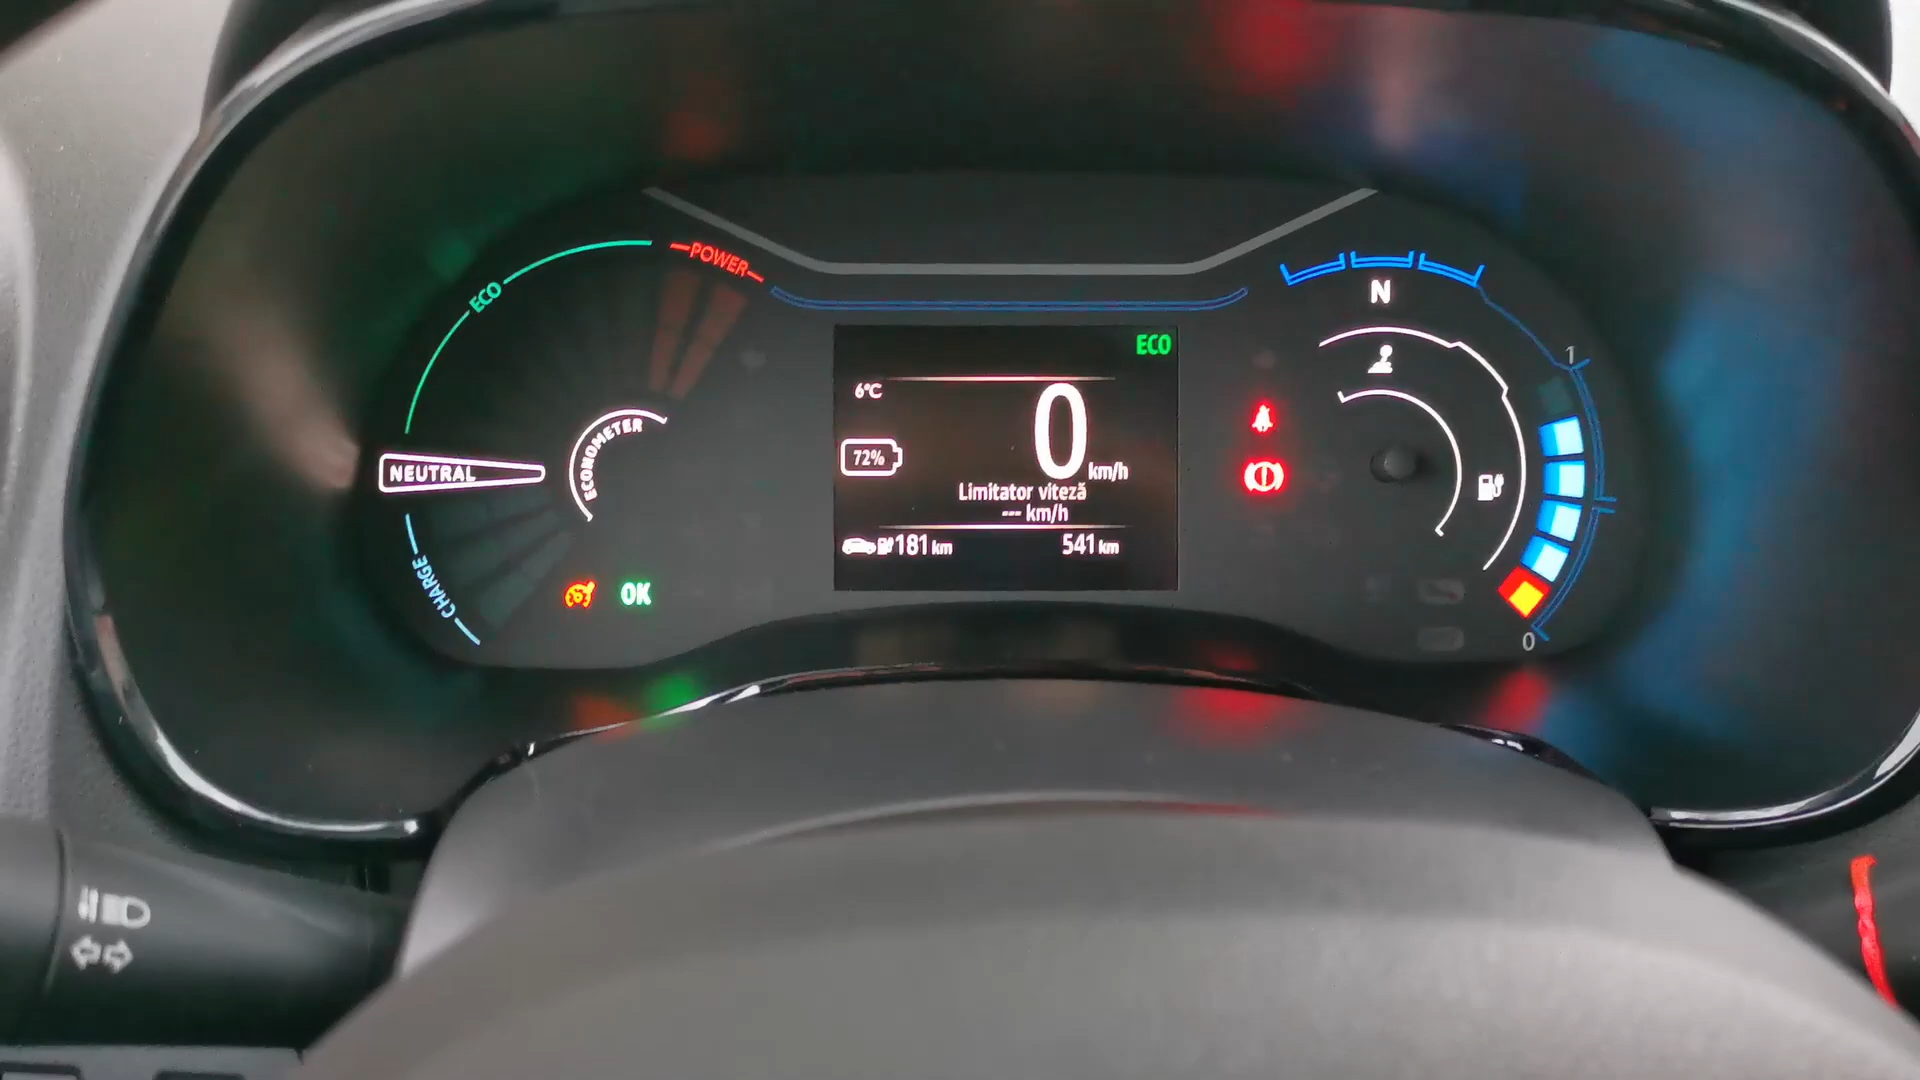 POWER
ECO
ECO
N
1
6°C
0
km/h
ECONOMETER
72%
NEUTRAL
Limitator viteză
--- km/h
181 km
541 km
CHARGE
OK
0